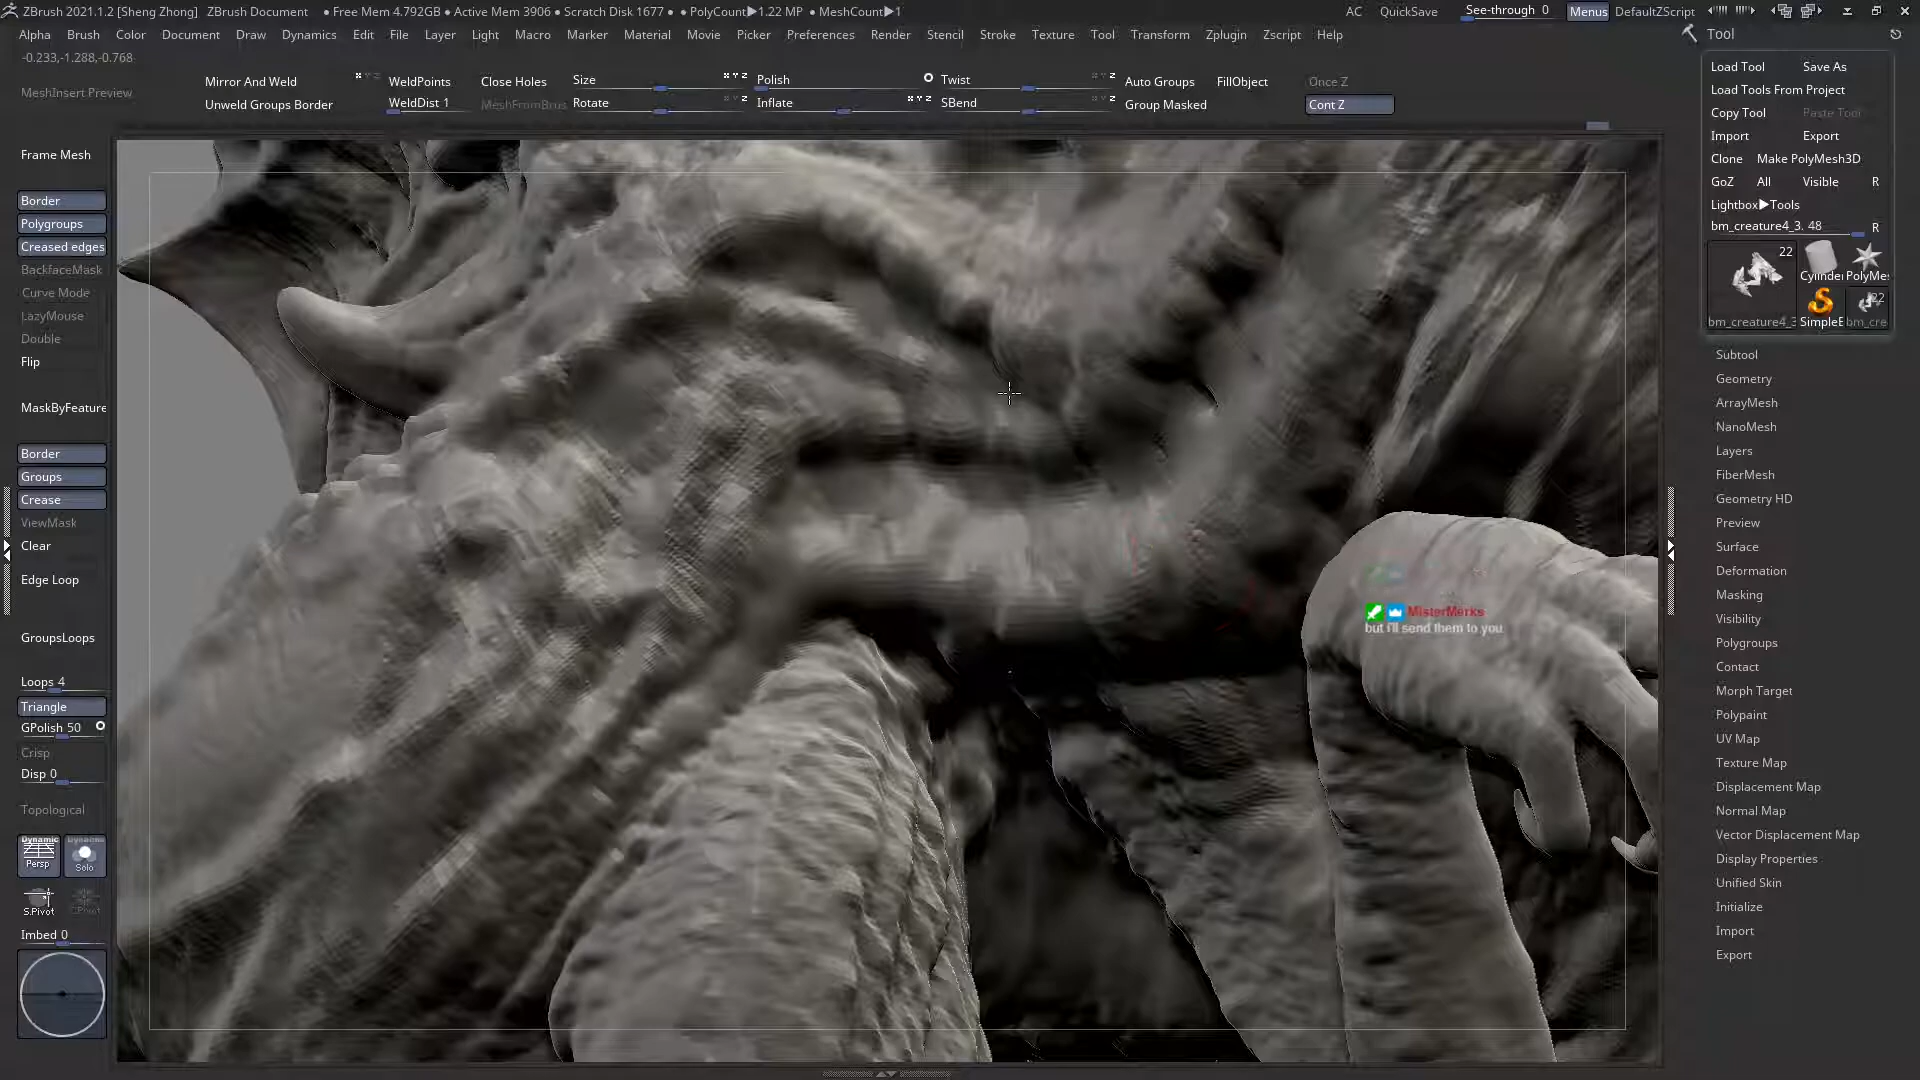 ZBrush 2021.1.2 [Sheng Zhong] ZBrush Document • Free Mem 4.792GB • Active Mem 3906 • Scratch Disk 1677 • • PolyCount▶1.22 MP • MeshCount▶1 AC QuickSave See-through 0 Menus DefaultZScript
Alpha Brush Color Document Draw Dynamics Edit File Layer Light Macro Marker Material Movie Picker Preferences Render Stencil Stroke Texture Tool Transform Zplugin Zscript Help
-0.233,-1.288,-0.768
MeshInsert Preview
Mirror And Weld WeldPoints Close Holes Size Polish Twist Auto Groups FillObject Once Z
Unweld Groups Border WeldDist 1 MeshFromBrus Rotate Inflate SBend Group Masked Cont Z
Frame Mesh
Border
Polygroups
Creased edges
BackfaceMask
Curve Mode
LazyMouse
Double
Flip
MaskByFeature
Border
Groups
Crease
ViewMask
Clear
Edge Loop
GroupsLoops
Loops 4
Triangle
GPolish 50
Crisp
Disp 0
Topological
Dynamic
Persp
Solo
S.Pivot
Imbed 0
MisterMerks
but i'll send them to you
Tool
Load Tool Save As
Load Tools From Project
Copy Tool Paste Tool
Import Export
Clone Make PolyMesh3D
GoZ All Visible R
Lightbox▶Tools
bm_creature4_3. 48 R
22
Cylinder PolyMes
22
bm_creature4_3 SimpleE bm_cre
Subtool
Geometry
ArrayMesh
NanoMesh
Layers
FiberMesh
Geometry HD
Preview
Surface
Deformation
Masking
Visibility
Polygroups
Contact
Morph Target
Polypaint
UV Map
Texture Map
Displacement Map
Normal Map
Vector Displacement Map
Display Properties
Unified Skin
Initialize
Import
Export